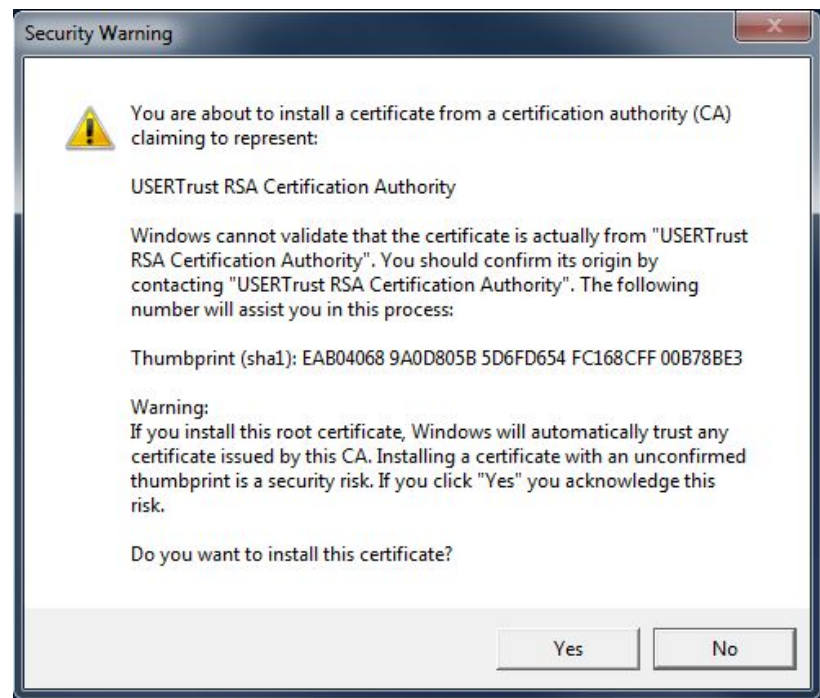 Security Warning
You are about to install a certificate from a certification authority (CA)
claiming to represent:
USERTrust RSA Certification Authority
Windows cannot validate that the certificate is actually from "USERTrust
RSA Certification Authority". You should confirm its origin by
contacting "USERTrust RSA Certification Authority". The following
number will assist you in this process:
Thumbprint (sha1): EAB04068 9A0D805B 5D6FD654 FC168CFF 00B78BE3
Warning:
If you install this root certificate, Windows will automatically trust any
certificate issued by this CA. Installing a certificate with an unconfirmed
thumbprint is a security risk. If you click "Yes" you acknowledge this
risk.
Do you want to install this certificate?
Yes
No